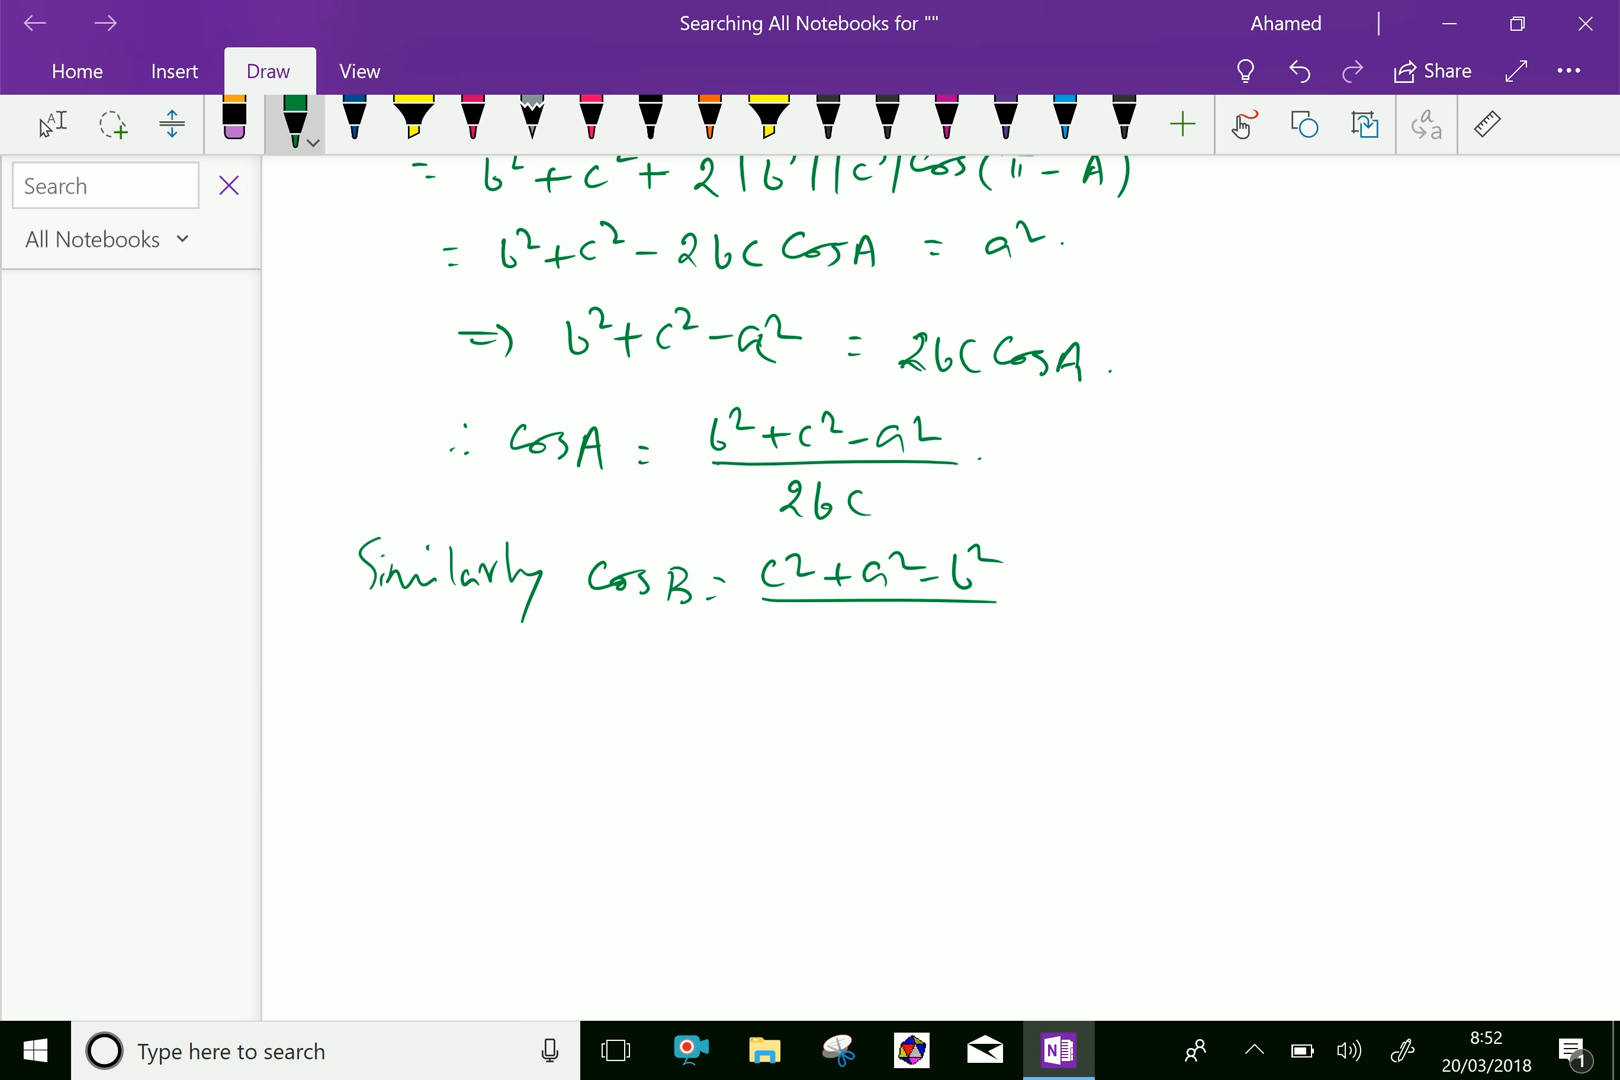 Searching All Notebooks for ""
Ahamed
Home Insert Draw View
Share
Search
All Notebooks
= b² + c² + 2|b||c|cos(π - A)
= b² + c² - 2bc cosA = a².
⇒ b² + c² - a² = 2bc cosA.
∴ cosA = b² + c² - a² .
2bc
Similarly cosB = c² + a² - b²
Type here to search
8:52
20/03/2018
1